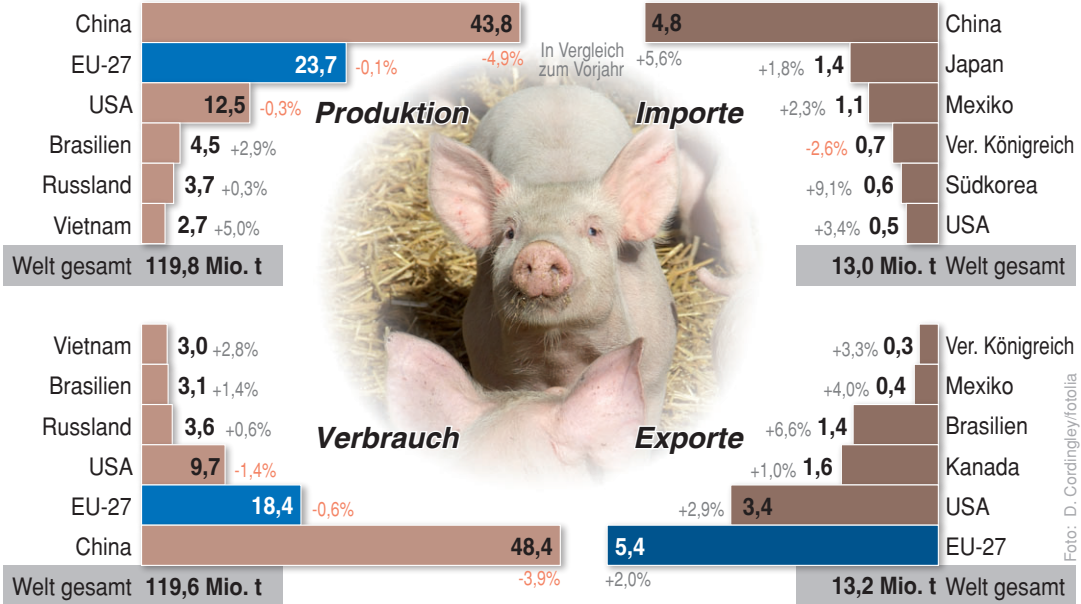 Produktion
China 43,8 -4,9%
In Vergleich
zum Vorjahr
EU-27 23,7 -0,1%
USA 12,5 -0,3%
Brasilien 4,5 +2,9%
Russland 3,7 +0,3%
Vietnam 2,7 +5,0%
Welt gesamt 119,8 Mio. t
Importe
+5,6% 4,8 China
+1,8% 1,4 Japan
+2,3% 1,1 Mexiko
-2,6% 0,7 Ver. Königreich
+9,1% 0,6 Südkorea
+3,4% 0,5 USA
13,0 Mio. t Welt gesamt
Verbrauch
Vietnam 3,0 +2,8%
Brasilien 3,1 +1,4%
Russland 3,6 +0,6%
USA 9,7 -1,4%
EU-27 18,4 -0,6%
China 48,4 -3,9%
Welt gesamt 119,6 Mio. t
Exporte
+3,3% 0,3 Ver. Königreich
+4,0% 0,4 Mexiko
+6,6% 1,4 Brasilien
+1,0% 1,6 Kanada
+2,9% 3,4 USA
+2,0% 5,4 EU-27
13,2 Mio. t Welt gesamt
Foto: D. Cordingley/fotolia